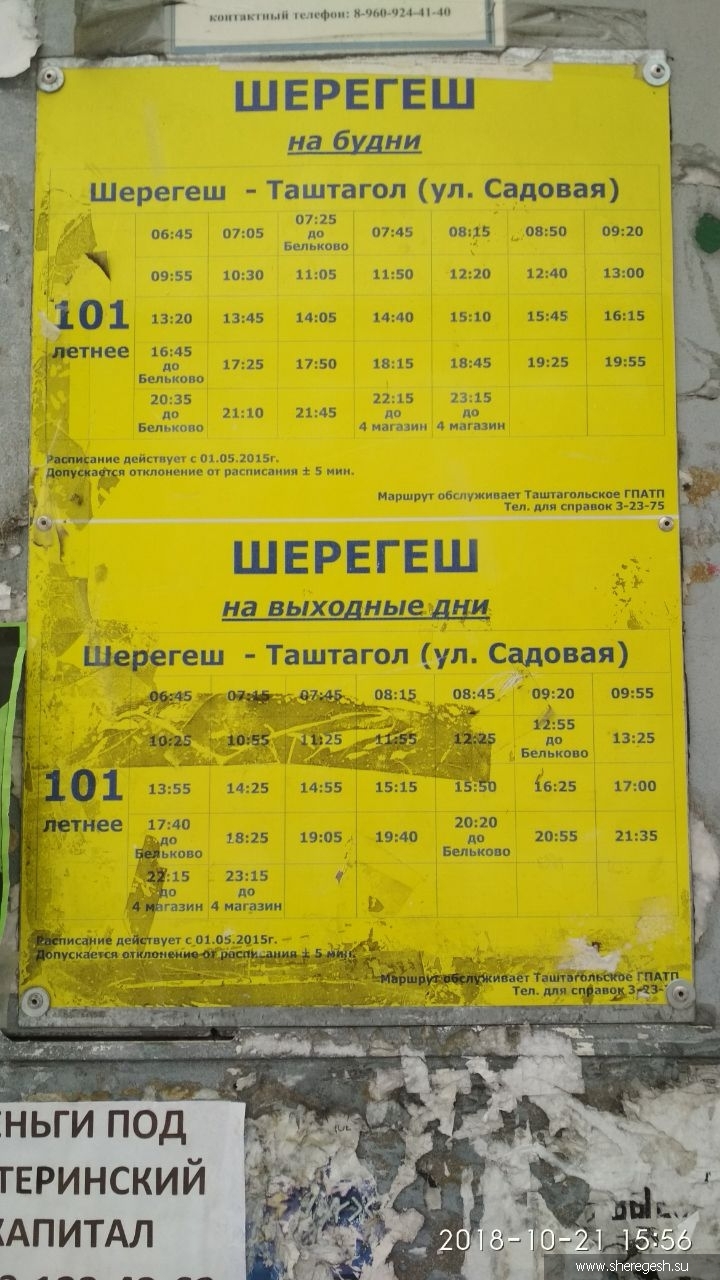 контактный телефон: 8-960-924-41-40
ШЕРЕГЕШ
на будни
Шерегеш - Таштагол (ул. Садовая)
101
летнее
06:45 07:05 07:25 до Бельково 07:45 08:15 08:50 09:20
09:55 10:30 11:05 11:50 12:20 12:40 13:00
13:20 13:45 14:05 14:40 15:10 15:45 16:15
16:45 до Бельково 17:25 17:50 18:15 18:45 19:25 19:55
20:35 до Бельково 21:10 21:45 22:15 до 4 магазин 23:15 до 4 магазин
Расписание действует с 01.05.2015г.
Допускается отклонение от расписания ± 5 мин.
Маршрут обслуживает Таштагольское ГПАТП
Тел. для справок 3-23-75
ШЕРЕГЕШ
на выходные дни
Шерегеш - Таштагол (ул. Садовая)
101
летнее
06:45 07:15 07:45 08:15 08:45 09:20 09:55
10:25 10:55 11:25 11:55 12:25 12:55 до Бельково 13:25
13:55 14:25 14:55 15:15 15:50 16:25 17:00
17:40 до Бельково 18:25 19:05 19:40 20:20 до Бельково 20:55 21:35
22:15 до 4 магазин 23:15 до 4 магазин
Расписание действует с 01.05.2015г.
Допускается отклонение от расписания ± 5 мин.
Маршрут обслуживает Таштагольское ГПАТП
Тел. для справок 3-23-
ЕНЬГИ ПОД
ТЕРИНСКИЙ
КАПИТАЛ
2018-10-21 15:56
www.sheregesh.su